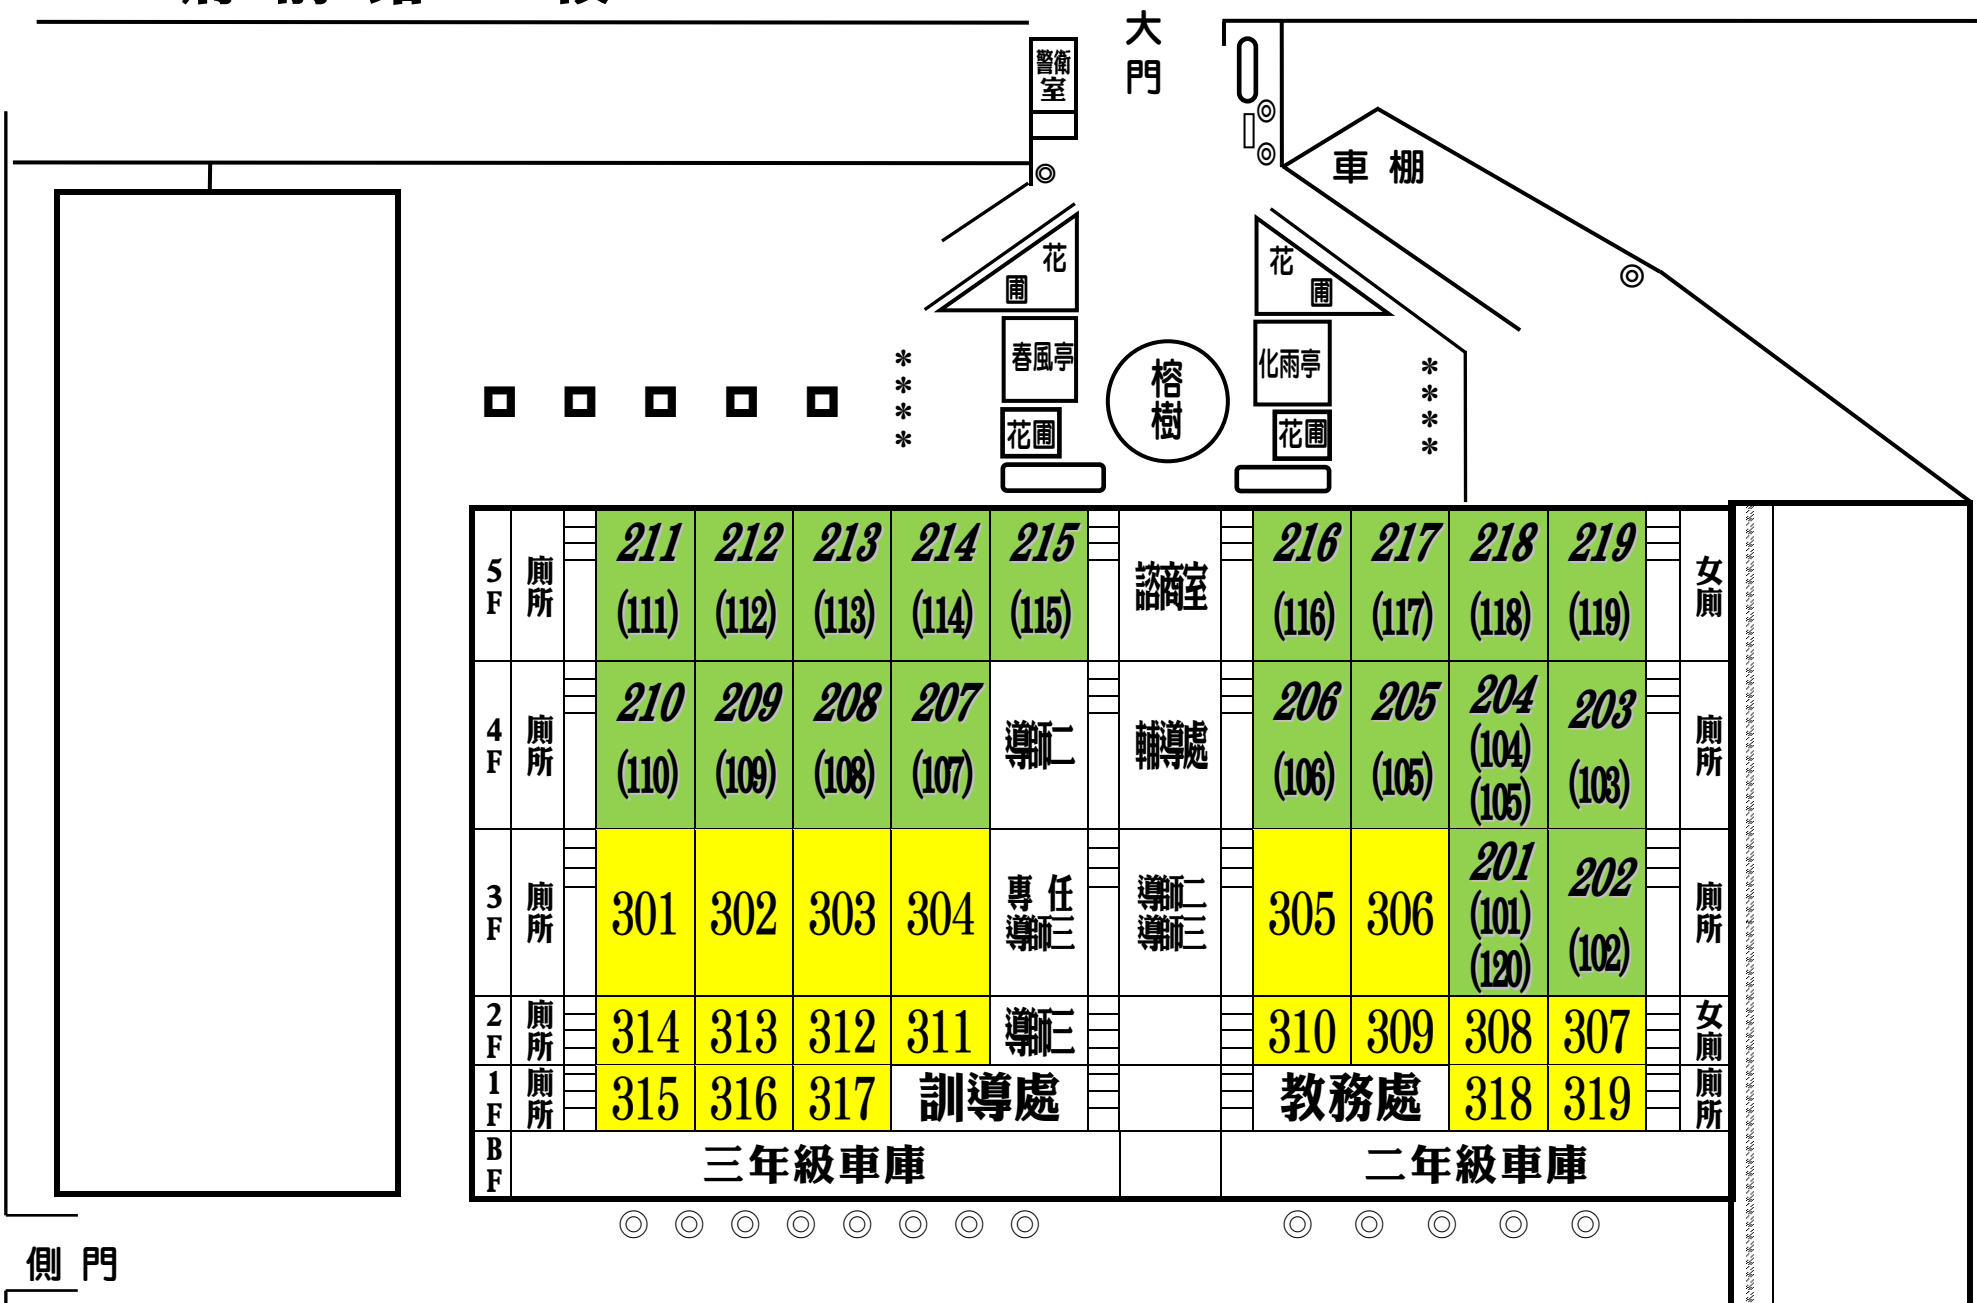 大門
警衛室
車 棚
花圃
花圃
春風亭
化雨亭
榕樹
花圃
花圃
5F 廁所 211 212 213 214 215 諮商室 216 217 218 219 女廁
(111) (112) (113) (114) (115) (116) (117) (118) (119)
4F 廁所 210 209 208 207 導師二 輔導處 206 205 204 203 廁所
(110) (109) (108) (107) (106) (105) (104) (103)
(105)
3F 廁所 301 302 303 304 專 任 導師三 導師二 導師三 305 306 201 202 廁所
(101) (102)
(120)
2F 廁所 314 313 312 311 導師三 310 309 308 307 女廁
1F 廁所 315 316 317 訓導處 教務處 318 319 廁所
BF 三年級車庫 二年級車庫
側 門